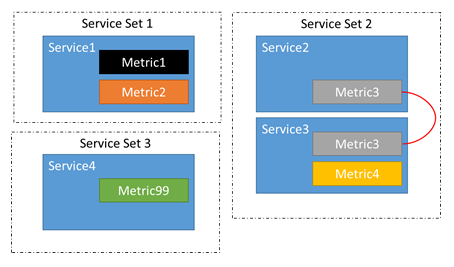 Service Set 1
Service1
Metric1
Metric2
Service Set 2
Service2
Metric3
Service3
Metric3
Metric4
Service Set 3
Service4
Metric99